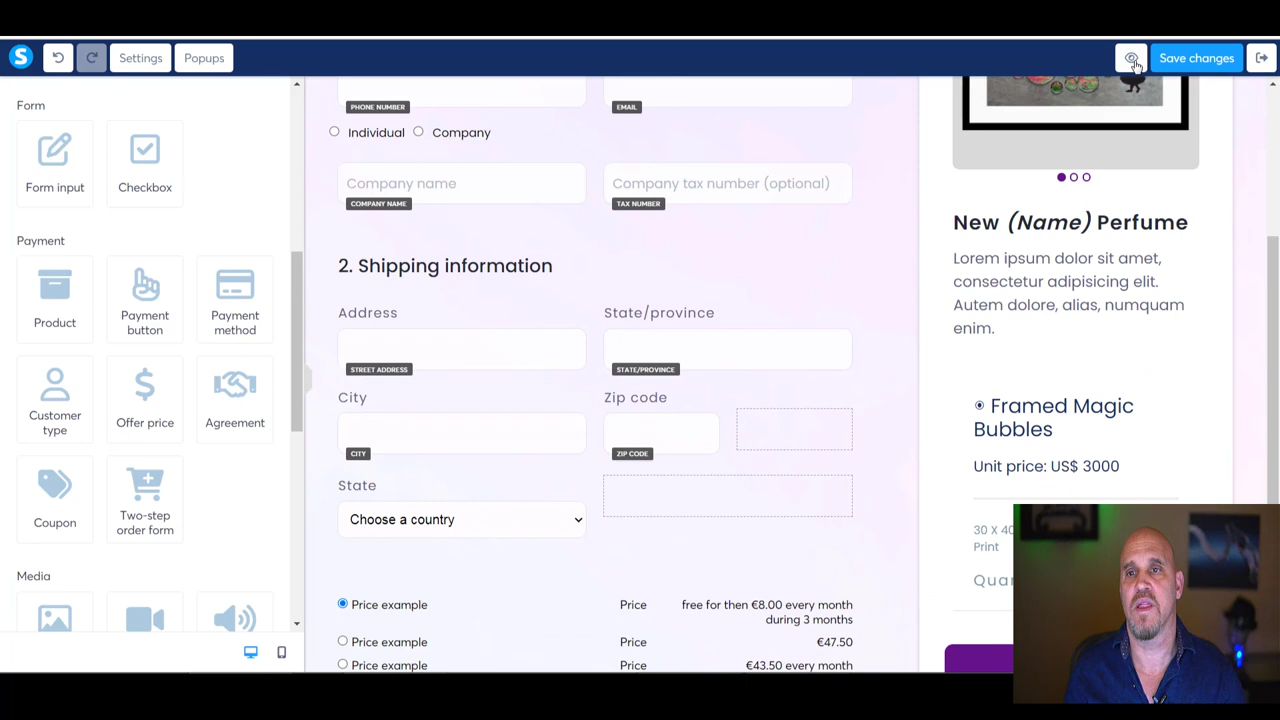 S
Settings
Popups
Save changes
Form
Form input
Checkbox
Payment
Product
Payment
button
Payment
method
Customer
type
Offer price
Agreement
Coupon
Two-step
order form
Media
PHONE NUMBER
EMAIL
Individual
Company
Company name
Company tax number (optional)
COMPANY NAME
TAX NUMBER
2. Shipping information
Address
State/province
STREET ADDRESS
STATE/PROVINCE
City
Zip code
CITY
ZIP CODE
State
Choose a country
Price example
Price
free for then €8.00 every month
during 3 months
Price example
Price
€47.50
Price example
Price
€43.50 every month
New (Name) Perfume
Lorem ipsum dolor sit amet,
consectetur adipisicing elit.
Autem dolore, alias, numquam
enim.
Framed Magic
Bubbles
Unit price: US$ 3000
30 X 40
Print
Quan